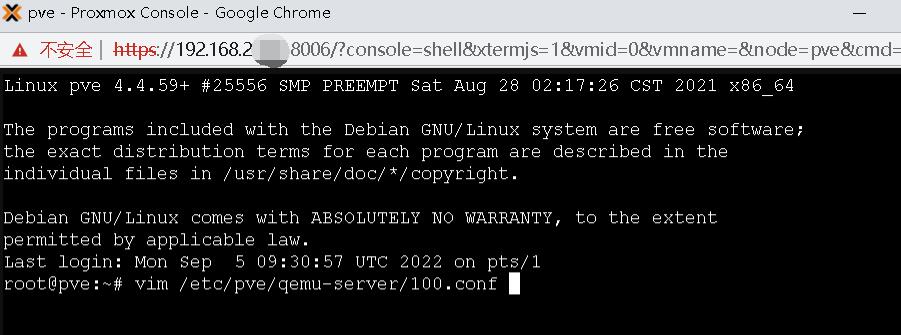 pve - Proxmox Console - Google Chrome
不安全 https://192.168.2 8006/?console=shell&xtermjs=1&vmid=0&vmname=&node=pve&cmd=
Linux pve 4.4.59+ #25556 SMP PREEMPT Sat Aug 28 02:17:26 CST 2021 x86_64
The programs included with the Debian GNU/Linux system are free software;
the exact distribution terms for each program are described in the
individual files in /usr/share/doc/*/copyright.
Debian GNU/Linux comes with ABSOLUTELY NO WARRANTY, to the extent
permitted by applicable law.
Last login: Mon Sep  5 09:30:57 UTC 2022 on pts/1
root@pve:~# vim /etc/pve/qemu-server/100.conf